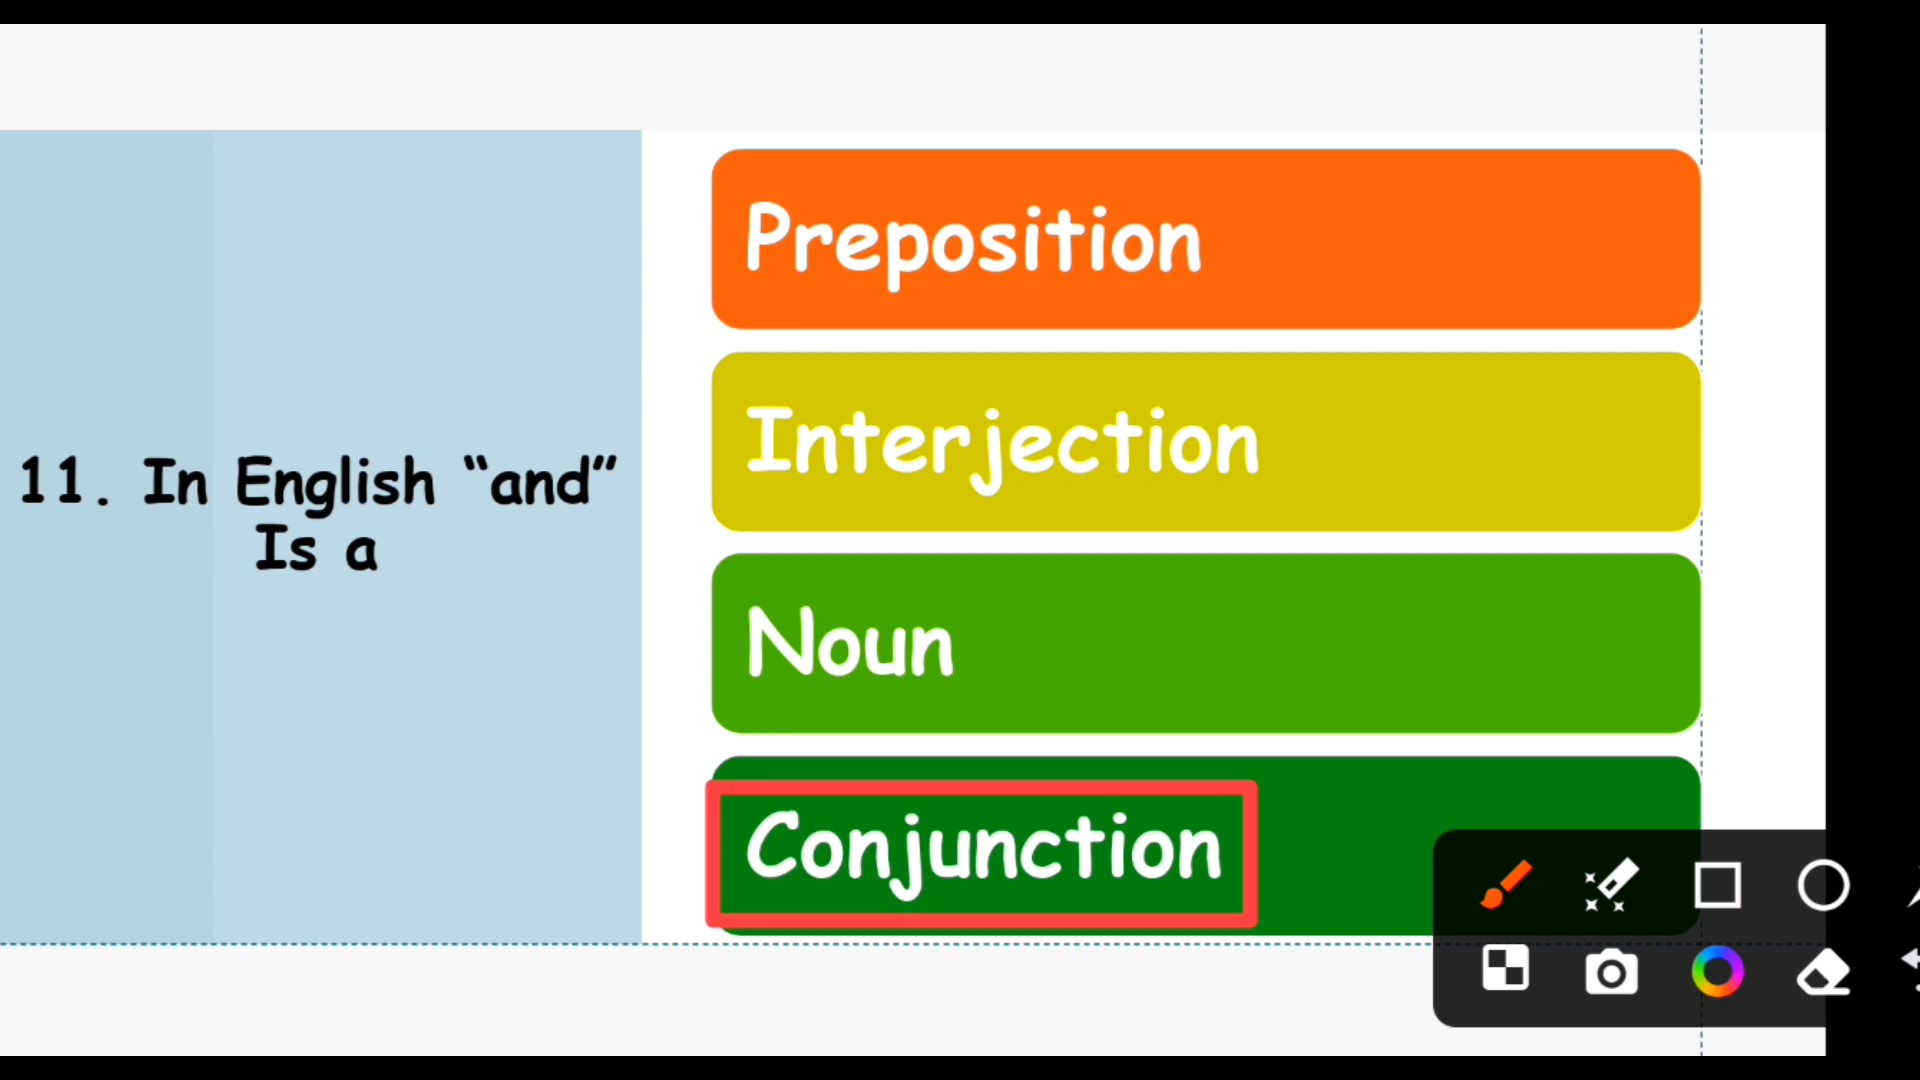 11. In English “and”
Is a
Preposition
Interjection
Noun
Conjunction